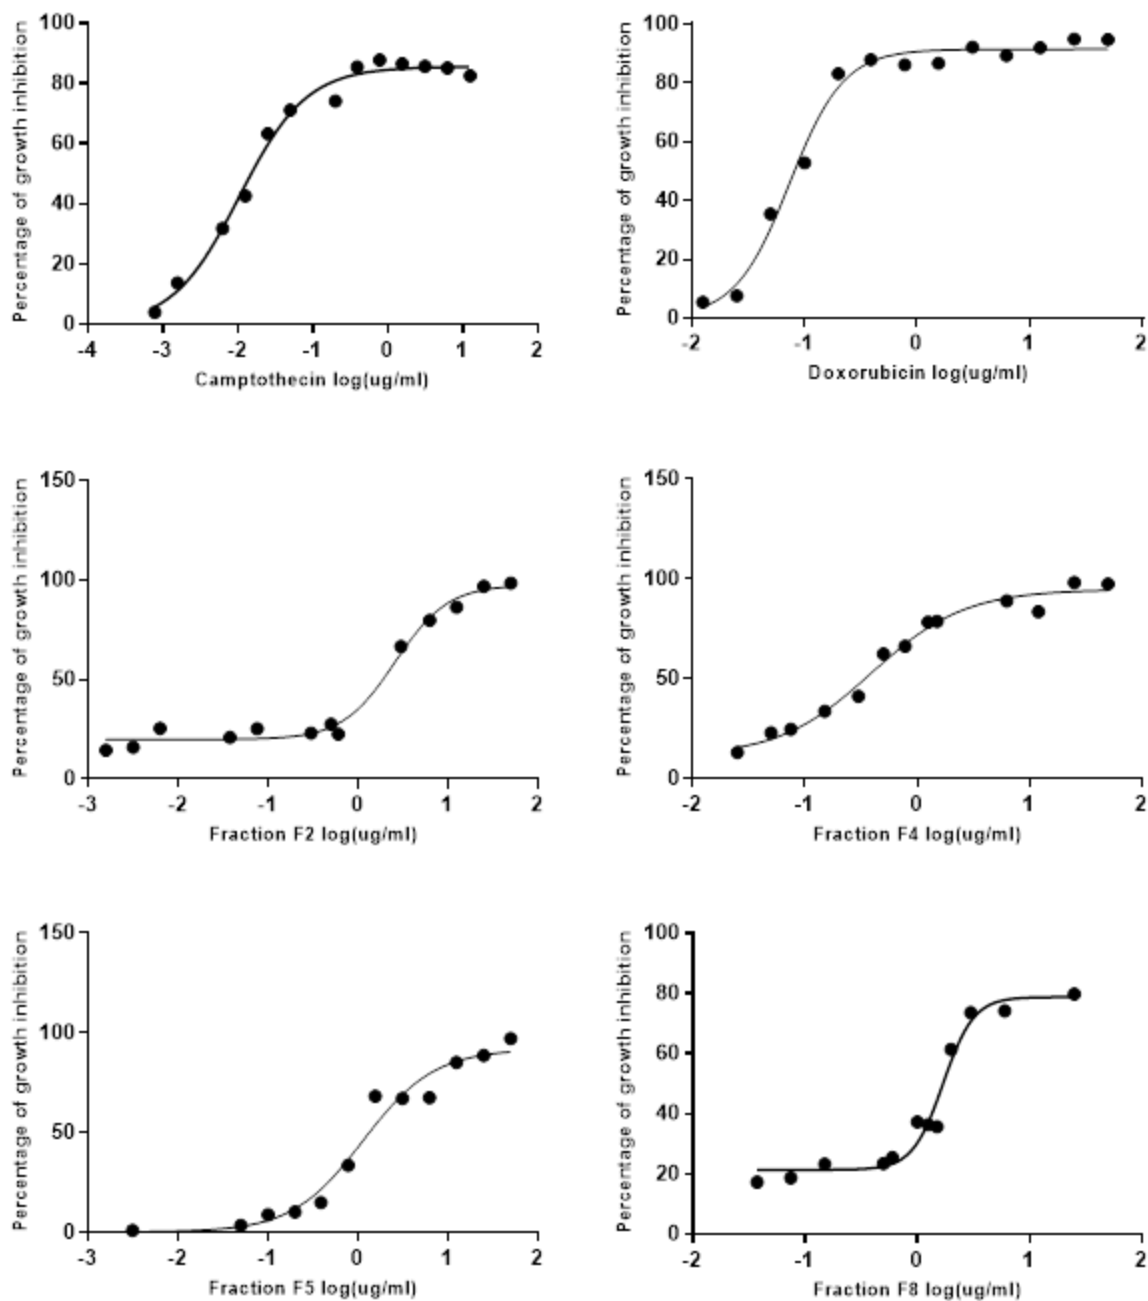 Percentage of growth inhibition
100
80
60
40
20
0
-4 -3 -2 -1 0 1 2
Camptothecin log(ug/ml)
Percentage of growth inhibition
100
80
60
40
20
0
-2 -1 0 1 2
Doxorubicin log(ug/ml)
Percentage of growth inhibition
150
100
50
0
-3 -2 -1 0 1 2
Fraction F2 log(ug/ml)
Percentage of growth inhibition
150
100
50
0
-2 -1 0 1 2
Fraction F4 log(ug/ml)
Percentage of growth inhibition
150
100
50
0
-3 -2 -1 0 1 2
Fraction F5 log(ug/ml)
Percentage of growth inhibition
100
80
60
40
20
0
-2 -1 0 1 2
Fraction F8 log(ug/ml)